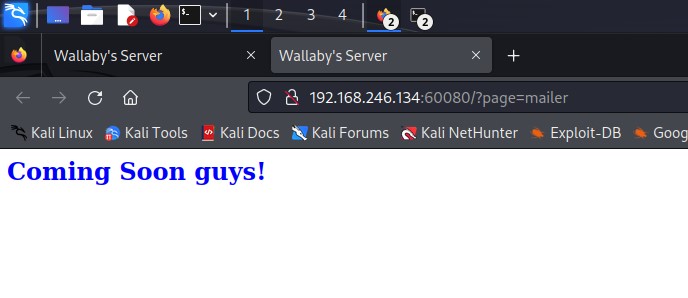 1 2 3 4 2 2
Wallaby's Server Wallaby's Server
192.168.246.134:60080/?page=mailer
Kali Linux Kali Tools Kali Docs Kali Forums Kali NetHunter Exploit-DB Goog
Coming Soon guys!